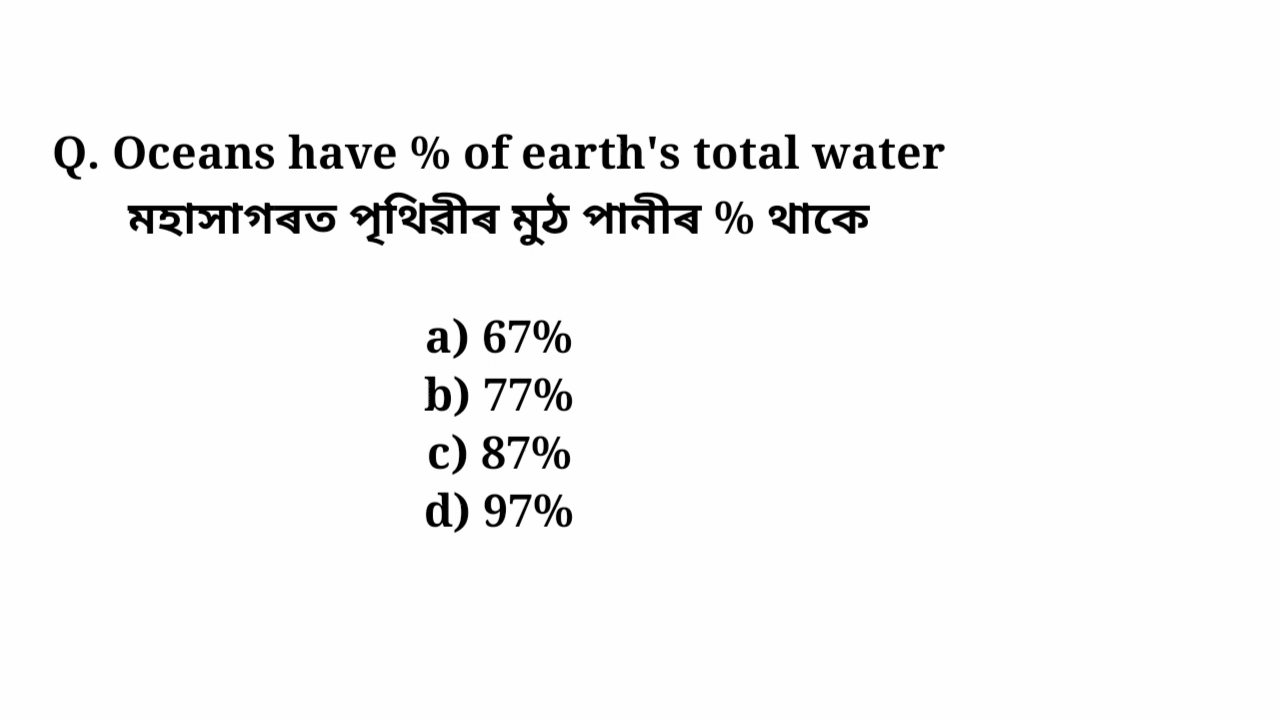 Q. Oceans have % of earth's total water
মহাসাগৰত পৃথিৱীৰ মুঠ পানীৰ % থাকে
a) 67%
b) 77%
c) 87%
d) 97%